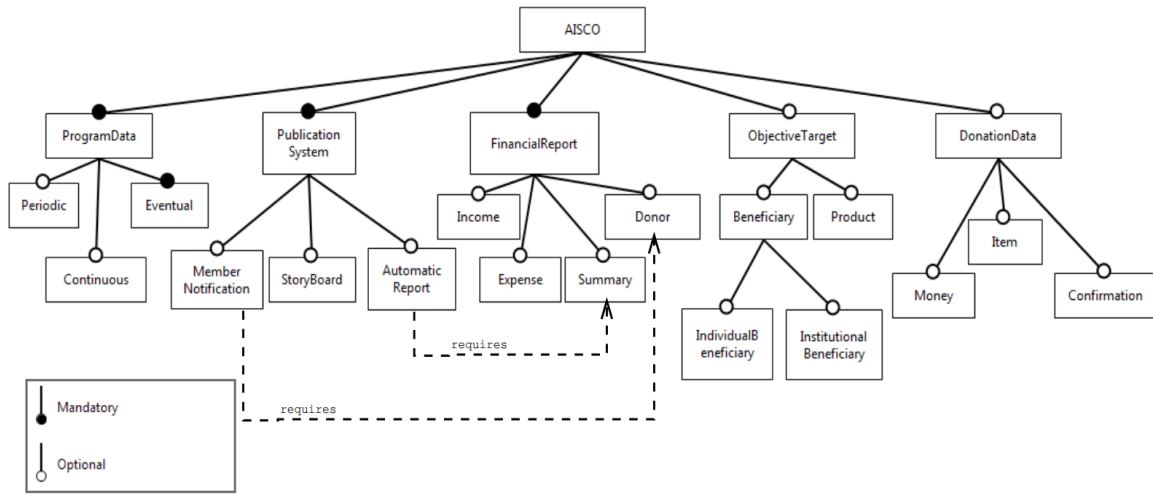 AISCO
ProgramData
Publication
System
FinancialReport
ObjectiveTarget
DonationData
Periodic
Eventual
Income
Donor
Beneficiary
Product
Item
Continuous
Member
Notification
StoryBoard
Automatic
Report
Expense
Summary
Money
Confirmation
IndividualB
eneficiary
Institutional
Beneficiary
requires
requires
Mandatory
Optional